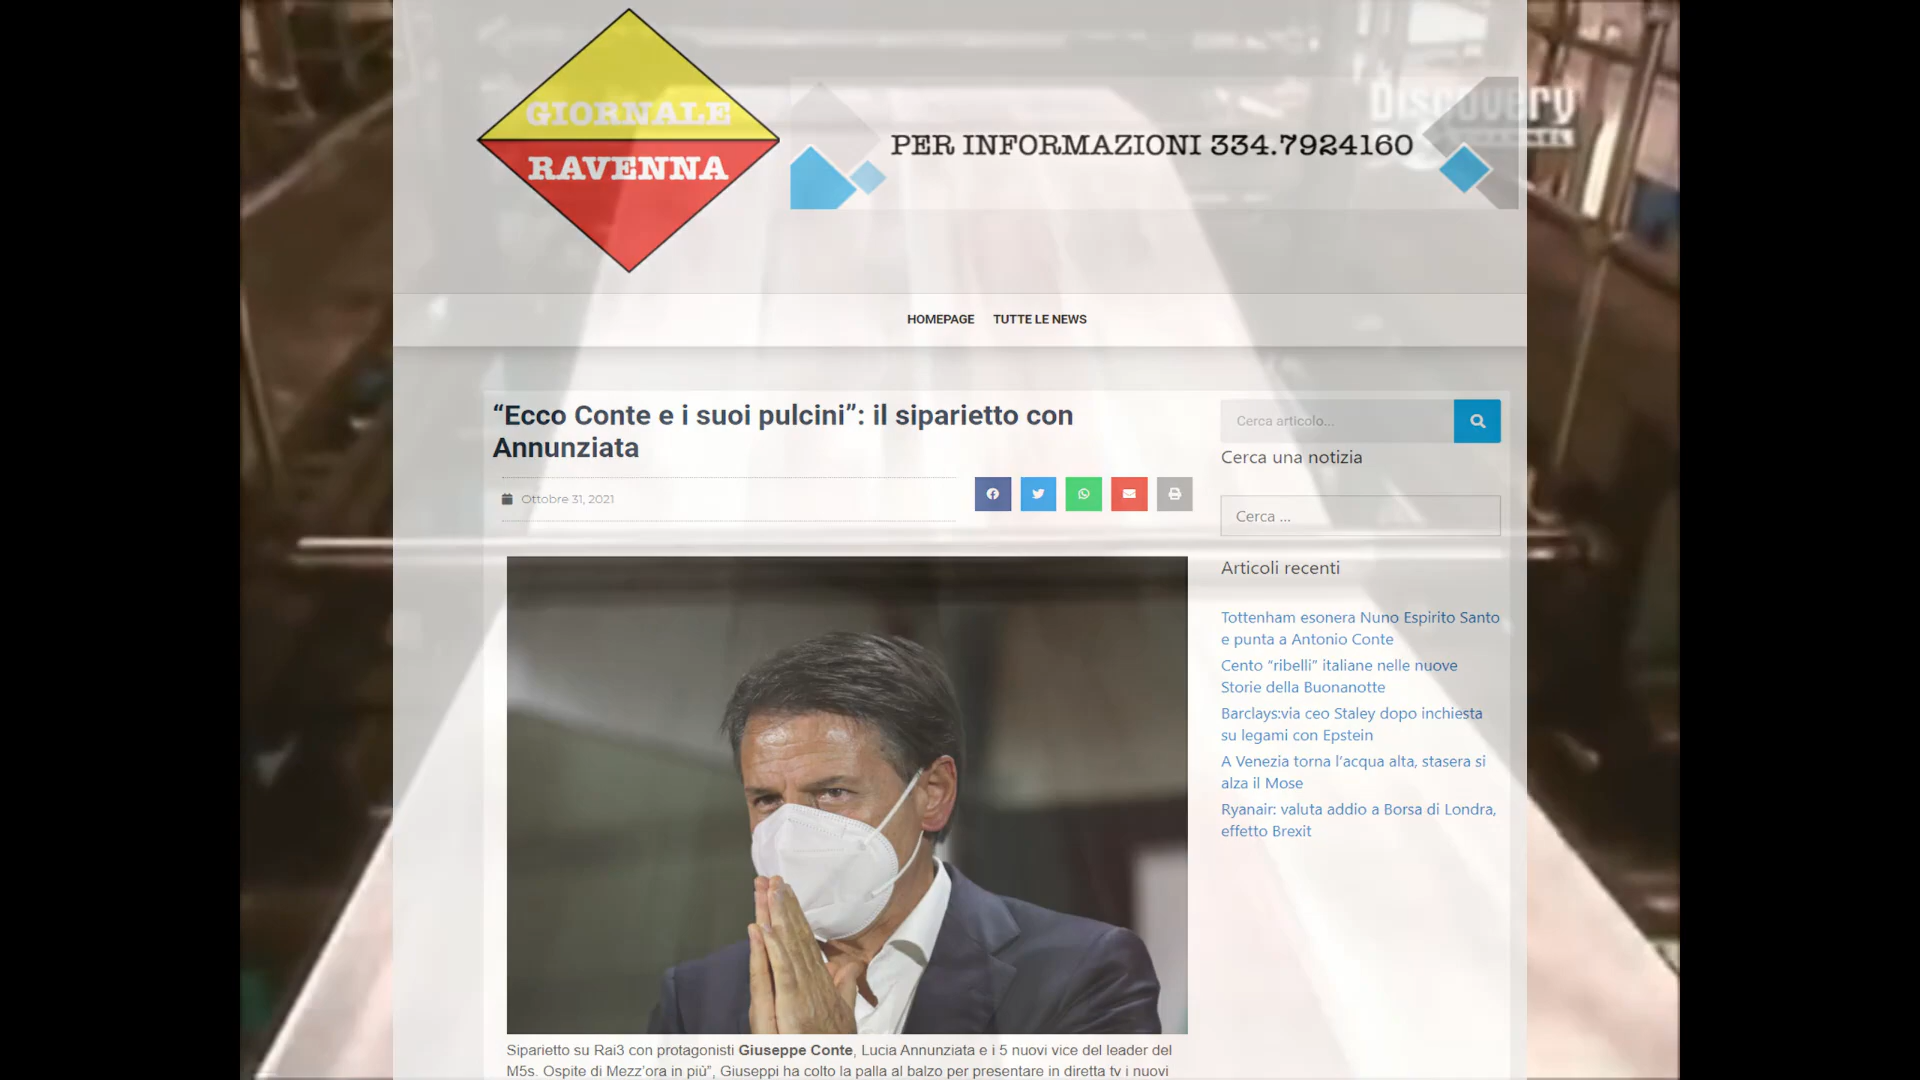 GIORNALE
RAVENNA
PER INFORMAZIONI 334.7924160
Discovery
CHANNEL
HOMEPAGE TUTTE LE NEWS
“Ecco Conte e i suoi pulcini”: il siparietto con
Annunziata
Ottobre 31, 2021
Cerca articolo...
Cerca una notizia
Cerca ...
Articoli recenti
Tottenham esonera Nuno Espirito Santo
e punta a Antonio Conte
Cento “ribelli” italiane nelle nuove
Storie della Buonanotte
Barclays:via ceo Staley dopo inchiesta
su legami con Epstein
A Venezia torna l’acqua alta, stasera si
alza il Mose
Ryanair: valuta addio a Borsa di Londra,
effetto Brexit
Siparietto su Rai3 con protagonisti Giuseppe Conte, Lucia Annunziata e i 5 nuovi vice del leader del
M5s. Ospite di Mezz’ora in più”, Giuseppi ha colto la palla al balzo per presentare in diretta tv i nuovi